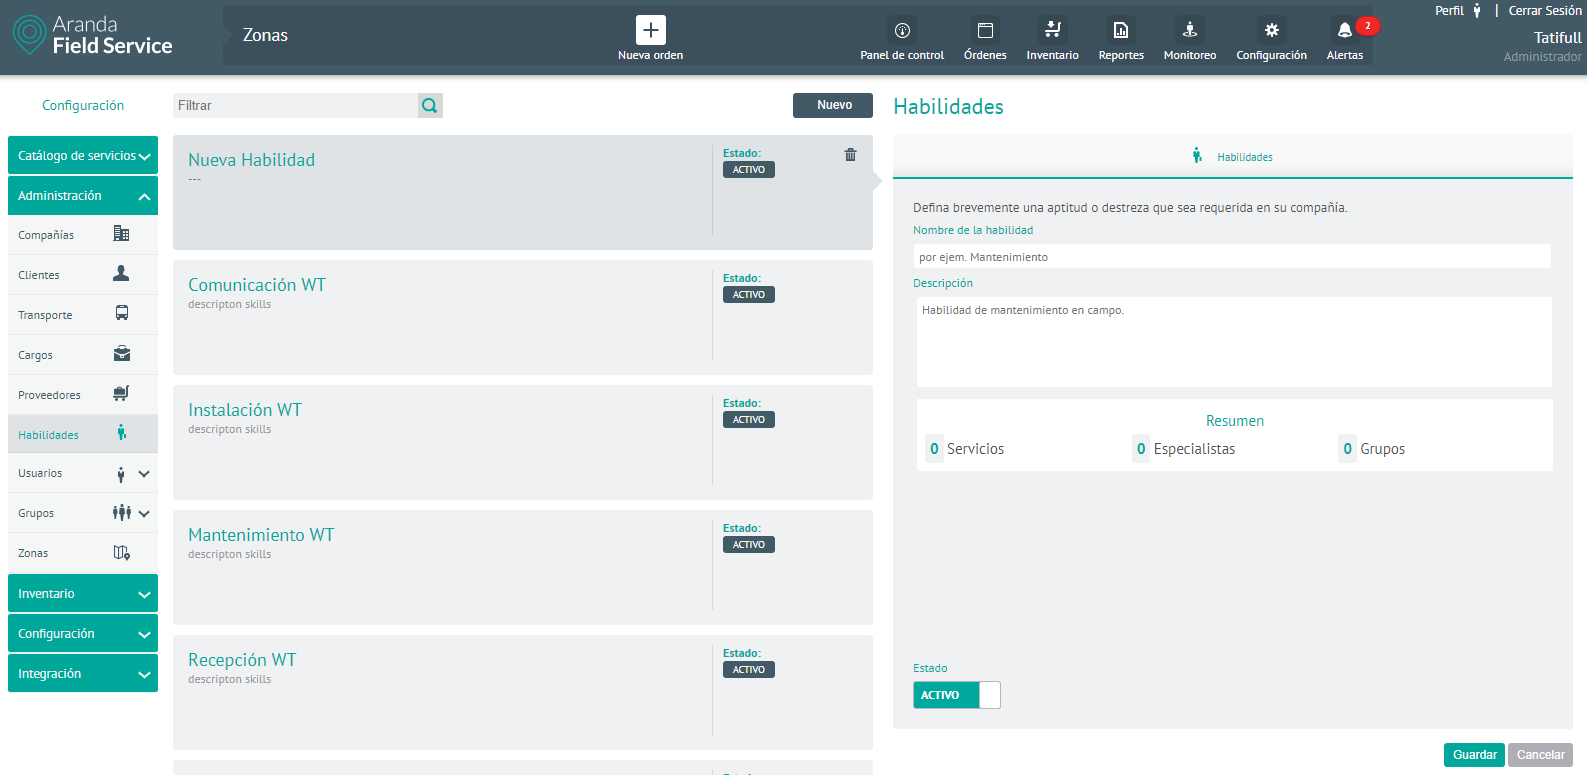 Aranda
Field Service
Zonas
Nueva orden
Panel de control
Órdenes
Inventario
Reportes
Monitoreo
Configuración
Alertas
2
Perfil | Cerrar Sesión
Tatifull
Administrador
Configuración
Catálogo de servicios
Administración
Compañías
Clientes
Transporte
Cargos
Proveedores
Habilidades
Usuarios
Grupos
Zonas
Inventario
Configuración
Integración
Filtrar
Nuevo
Nueva Habilidad
---
Estado:
ACTIVO
Comunicación WT
descripton skills
Estado:
ACTIVO
Instalación WT
descripton skills
Estado:
ACTIVO
Mantenimiento WT
descripton skills
Estado:
ACTIVO
Recepción WT
descripton skills
Estado:
ACTIVO
Habilidades
Habilidades
Defina brevemente una aptitud o destreza que sea requerida en su compañía.
Nombre de la habilidad
por ejem. Mantenimiento
Descripción
Habilidad de mantenimiento en campo.
Resumen
0 Servicios
0 Especialistas
0 Grupos
Estado
ACTIVO
Guardar
Cancelar